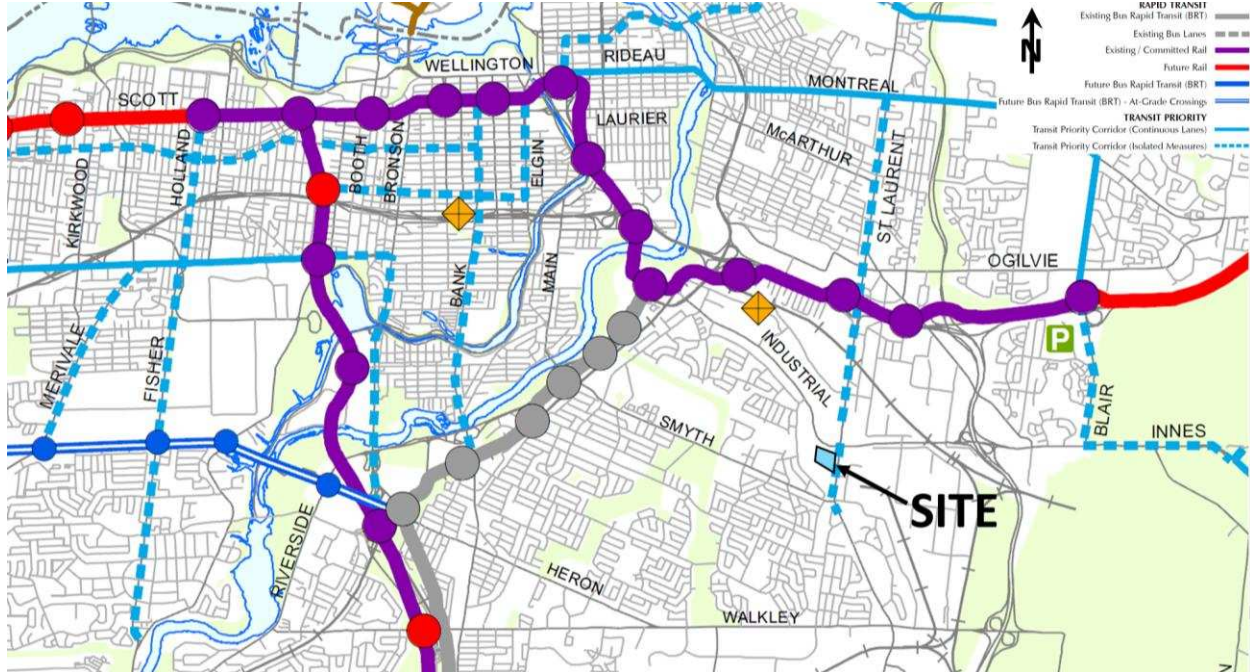 RAPID TRANSIT
Existing Bus Rapid Transit (BRT)
Existing Bus Lanes
Existing / Committed Rail
Future Rail
Future Bus Rapid Transit (BRT)
Future Bus Rapid Transit (BRT) - At-Grade Crossings
TRANSIT PRIORITY
Transit Priority Corridor (Continuous Lanes)
Transit Priority Corridor (Isolated Measures)
N
RIDEAU
WELLINGTON
MONTREAL
SCOTT
LAURIER
McARTHUR
KIRKWOOD
HOLLAND
BOOTH
BRONSON
ELGIN
ST LAURENT
OGILVIE
BANK
MAIN
P
INDUSTRIAL
MERIVALE
FISHER
SMYTH
BLAIR
INNES
SITE
RIVERSIDE
HERON
WALKLEY